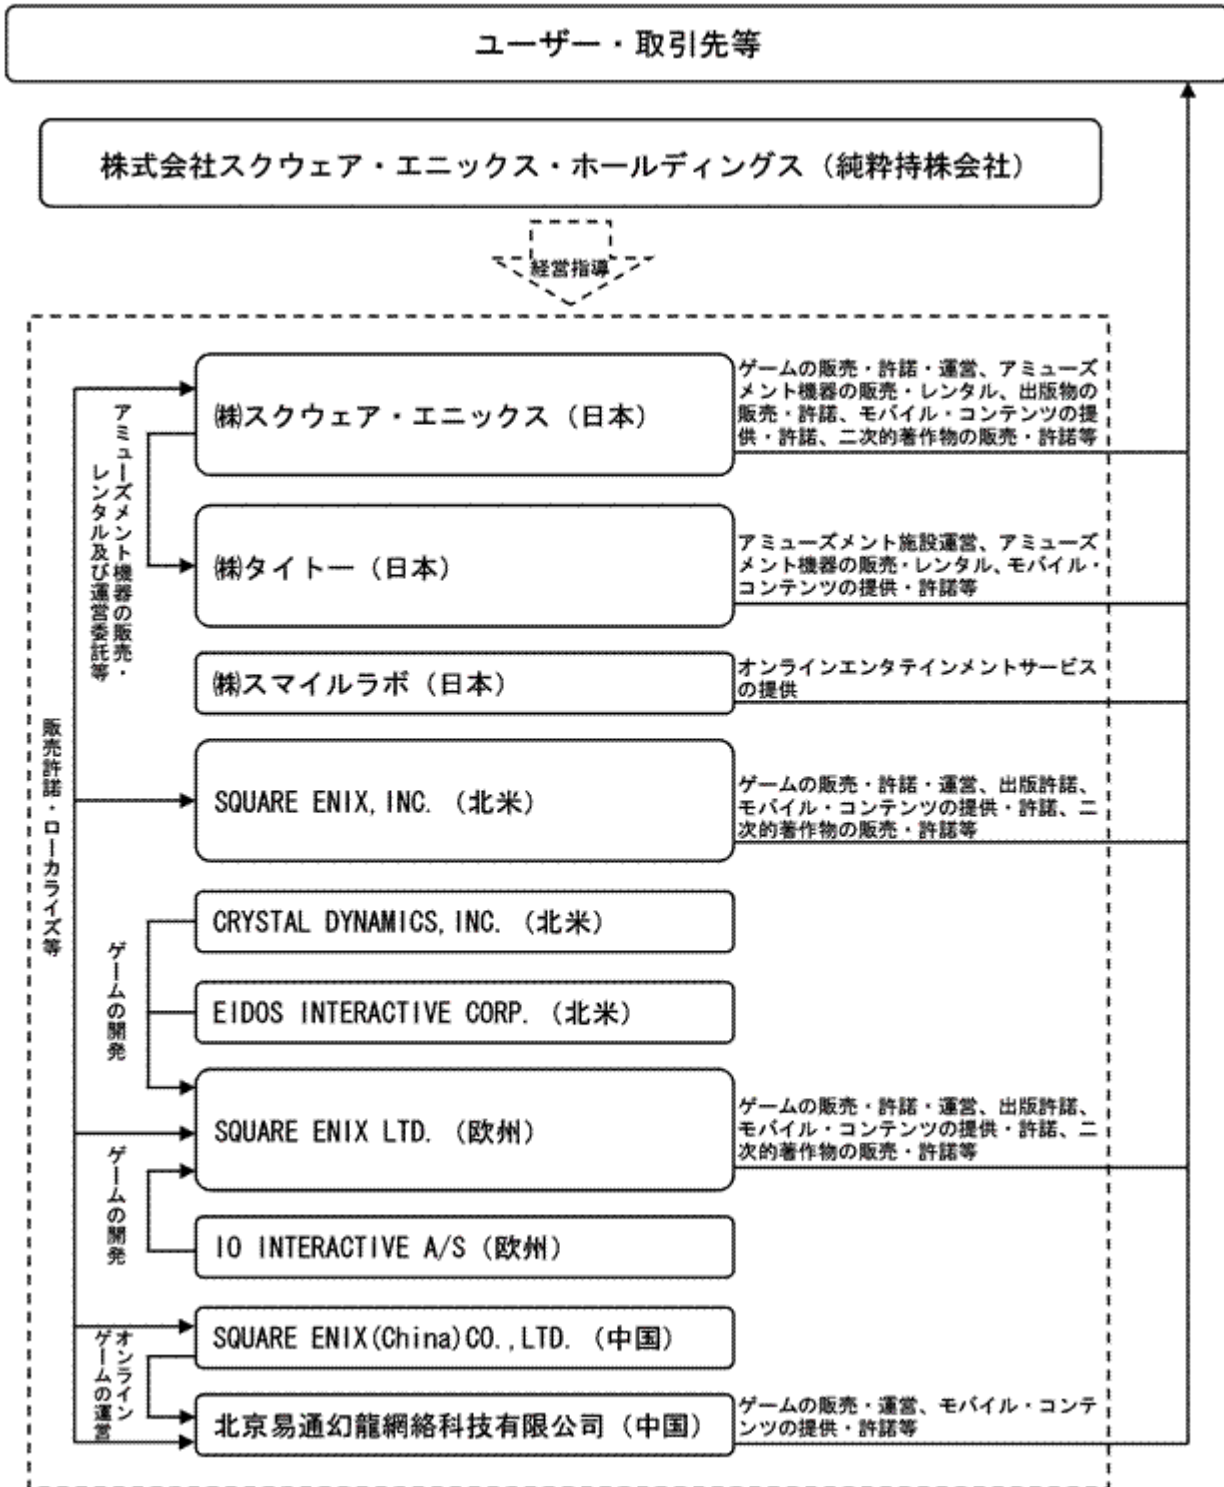 ユーザー・取引先等
株式会社スクウェア・エニックス・ホールディングス（純粋持株会社）
経営指導
㈱スクウェア・エニックス（日本）
ゲームの販売・許諾・運営、アミューズ
メント機器の販売・レンタル、出版物の
販売・許諾、モバイル・コンテンツの提
供・許諾、二次的著作物の販売・許諾等
アミューズメント機器の販売・
レンタル及び運営委託等
㈱タイトー（日本）
アミューズメント施設運営、アミューズ
メント機器の販売・レンタル、モバイル・
コンテンツの提供・許諾等
㈱スマイルラボ（日本）
オンラインエンタテインメントサービス
の提供
販売許諾・ローカライズ等
SQUARE ENIX, INC.（北米）
ゲームの販売・許諾・運営、出版許諾、
モバイル・コンテンツの提供・許諾、二
次的著作物の販売・許諾等
CRYSTAL DYNAMICS, INC.（北米）
ゲームの開発
EIDOS INTERACTIVE CORP.（北米）
SQUARE ENIX LTD.（欧州）
ゲームの販売・許諾・運営、出版許諾、
モバイル・コンテンツの提供・許諾、二
次的著作物の販売・許諾等
ゲームの開発
IO INTERACTIVE A/S（欧州）
SQUARE ENIX(China)CO.,LTD.（中国）
オンライン
ゲームの運営
北京易通幻龍網絡科技有限公司（中国）
ゲームの販売・運営、モバイル・コンテ
ンツの提供・許諾等